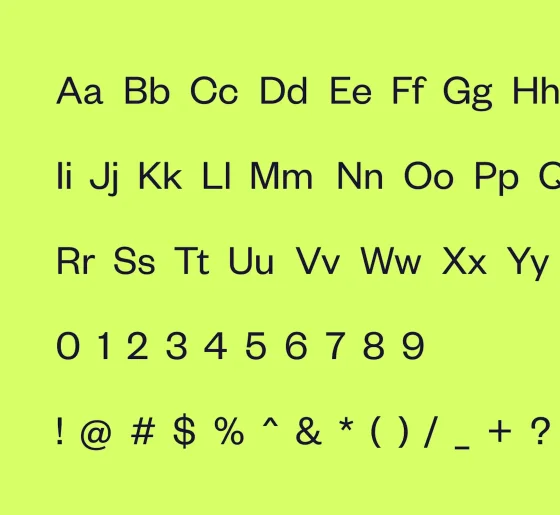 Aa Bb Cc Dd Ee Ff Gg Hh
Ii Jj Kk Ll Mm Nn Oo Pp Q
Rr Ss Tt Uu Vv Ww Xx Yy
0 1 2 3 4 5 6 7 8 9
! @ # $ % ^ & * ( ) / _ + ?